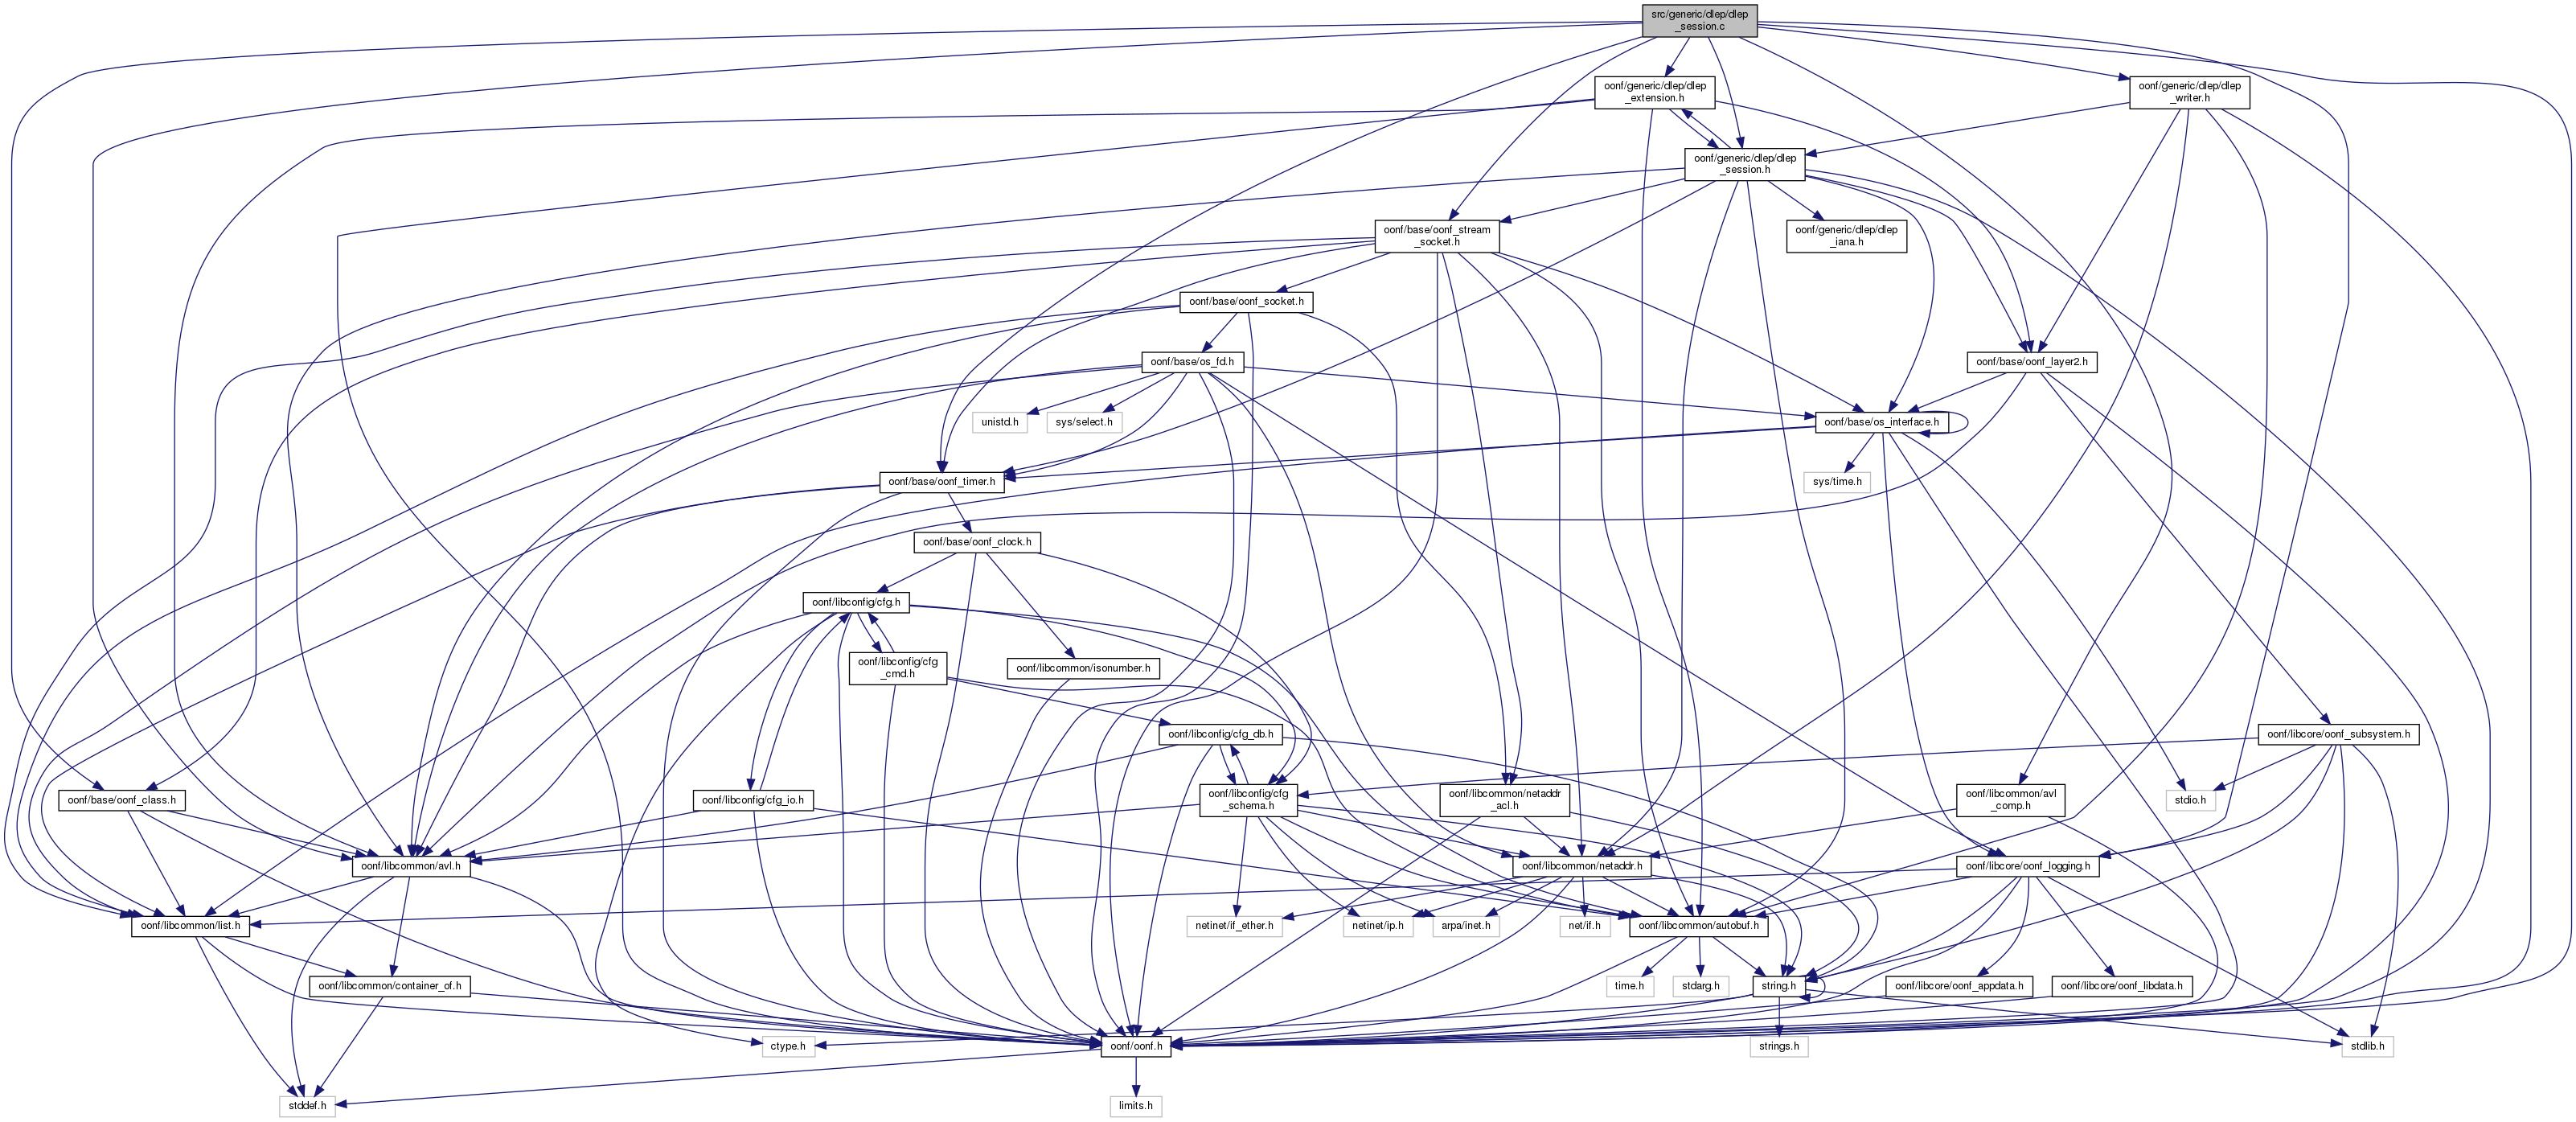 src/generic/dlep/dlep
_session.c
oonf/generic/dlep/dlep
_extension.h
oonf/generic/dlep/dlep
_writer.h
oonf/generic/dlep/dlep
_session.h
oonf/base/oonf_stream
_socket.h
oonf/generic/dlep/dlep
_iana.h
oonf/base/oonf_socket.h
oonf/base/os_fd.h
oonf/base/oonf_layer2.h
unistd.h
sys/select.h
oonf/base/os_interface.h
oonf/base/oonf_timer.h
sys/time.h
oonf/base/oonf_clock.h
oonf/libconfig/cfg.h
oonf/libconfig/cfg
_cmd.h
oonf/libcommon/isonumber.h
oonf/libconfig/cfg_db.h
oonf/libcore/oonf_subsystem.h
oonf/base/oonf_class.h
oonf/libconfig/cfg_io.h
oonf/libconfig/cfg
_schema.h
oonf/libcommon/netaddr
_acl.h
oonf/libcommon/avl
_comp.h
stdio.h
oonf/libcommon/avl.h
oonf/libcommon/netaddr.h
oonf/libcore/oonf_logging.h
oonf/libcommon/list.h
netinet/if_ether.h
netinet/ip.h
arpa/inet.h
net/if.h
oonf/libcommon/autobuf.h
oonf/libcommon/container_of.h
time.h
stdarg.h
string.h
oonf/libcore/oonf_appdata.h
oonf/libcore/oonf_libdata.h
ctype.h
oonf/oonf.h
strings.h
stdlib.h
stddef.h
limits.h